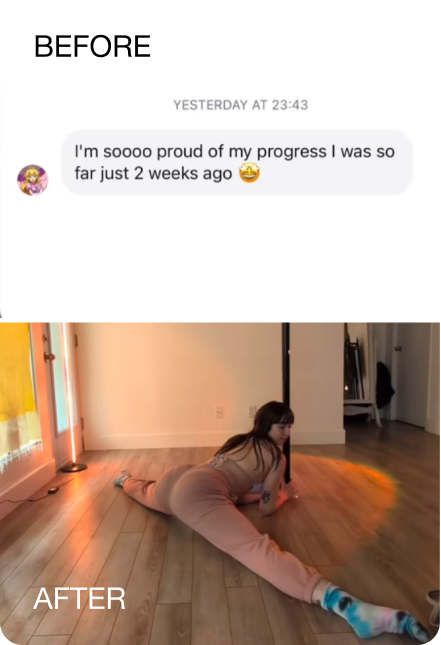 BEFORE
YESTERDAY AT 23:43
I'm soooo proud of my progress I was so
far just 2 weeks ago 🤩
AFTER